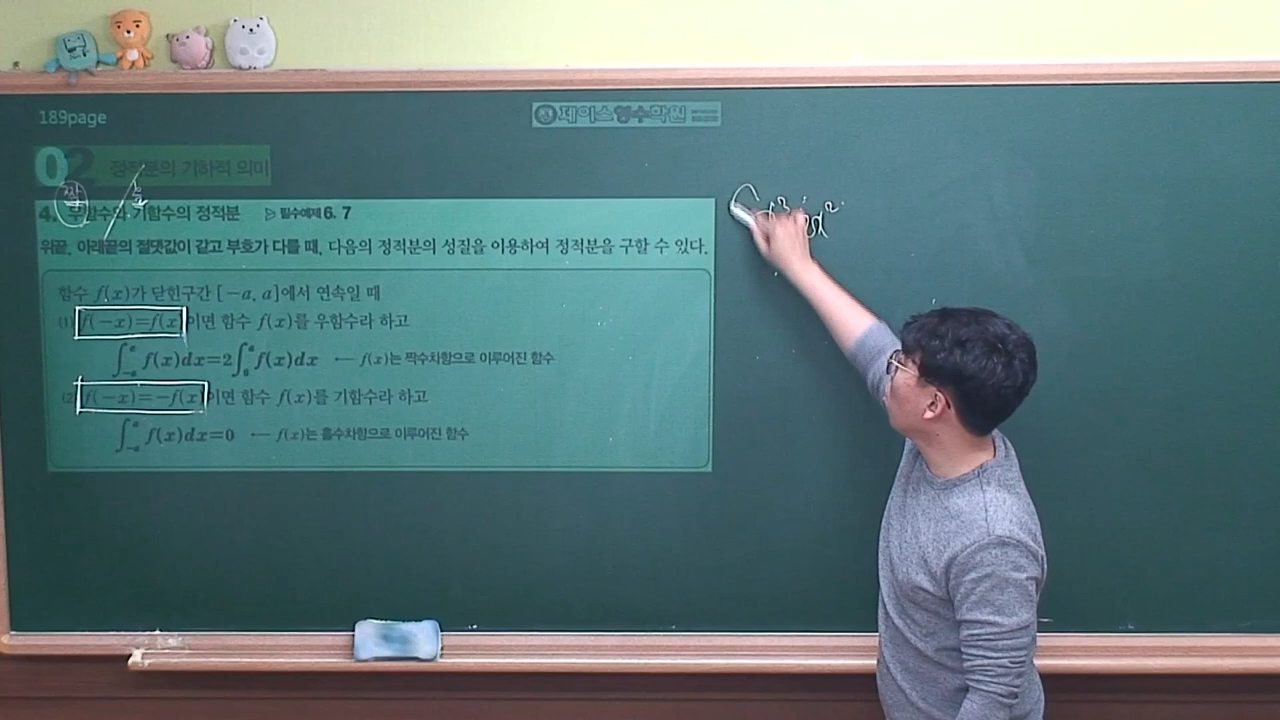 189page
제이스영수학원
02 정적분의 기하적 의미
짝 / 홀
4. 우함수와 기함수의 정적분 ▷ 필수예제 6, 7
위끝, 아래끝의 절댓값이 같고 부호가 다를 때, 다음의 정적분의 성질을 이용하여 정적분을 구할 수 있다.
함수 f(x)가 닫힌구간 [-a, a]에서 연속일 때
(1) f(-x)=f(x)이면 함수 f(x)를 우함수라 하고
∫_{-a}^{a} f(x)dx=2∫_{0}^{a} f(x)dx ← f(x)는 짝수차항으로 이루어진 함수
(2) f(-x)=-f(x)이면 함수 f(x)를 기함수라 하고
∫_{-a}^{a} f(x)dx=0 ← f(x)는 홀수차항으로 이루어진 함수